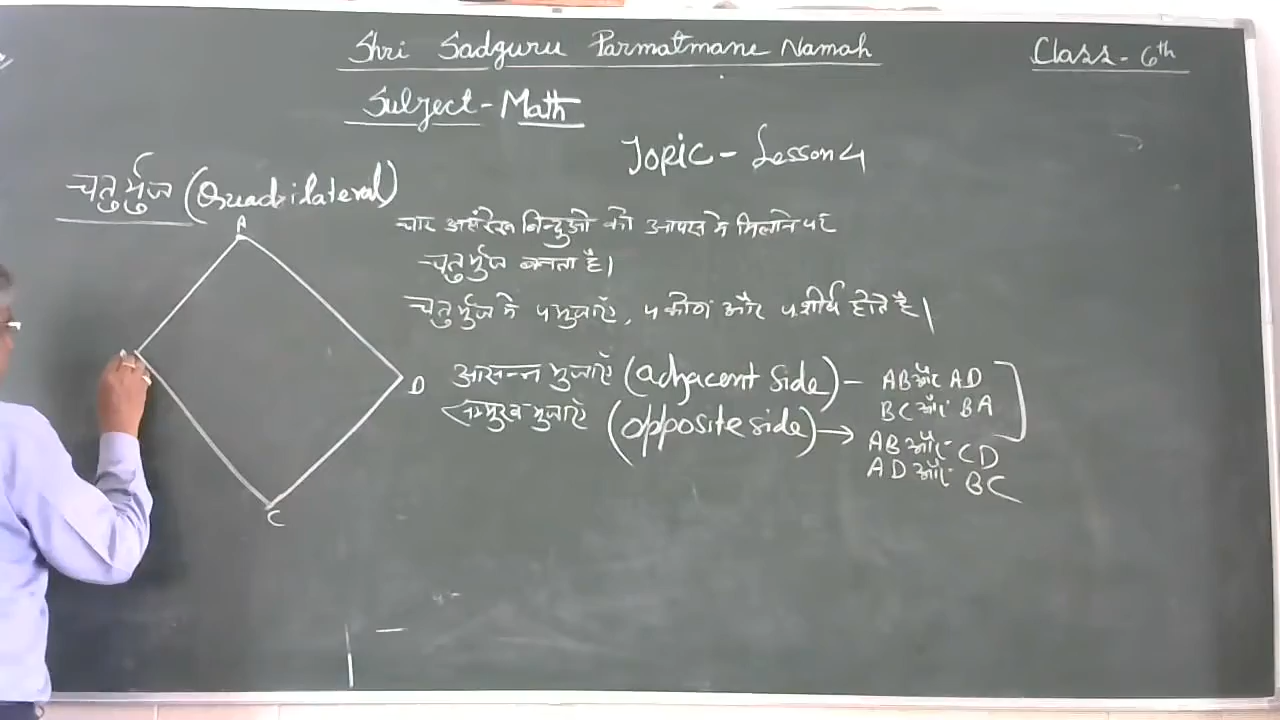 Shri Sadguru Parmatmane Namah
Class - 6th
Subject - Math
Topic - Lesson 4
चतुर्भुज (Quadrilateral)
A
D
C
चार असंरेख बिन्दुओ को आपस मे मिलाने पर
चतुर्भुज बनता है।
चतुर्भुज मे 4 भुजाएँ, 4 कोण और 4 शीर्ष होते है।
आसन्न भुजाएँ (adjacent side) - AB और AD
BC और BA
सम्मुख भुजाएँ (opposite side) → AB और CD
AD और BC